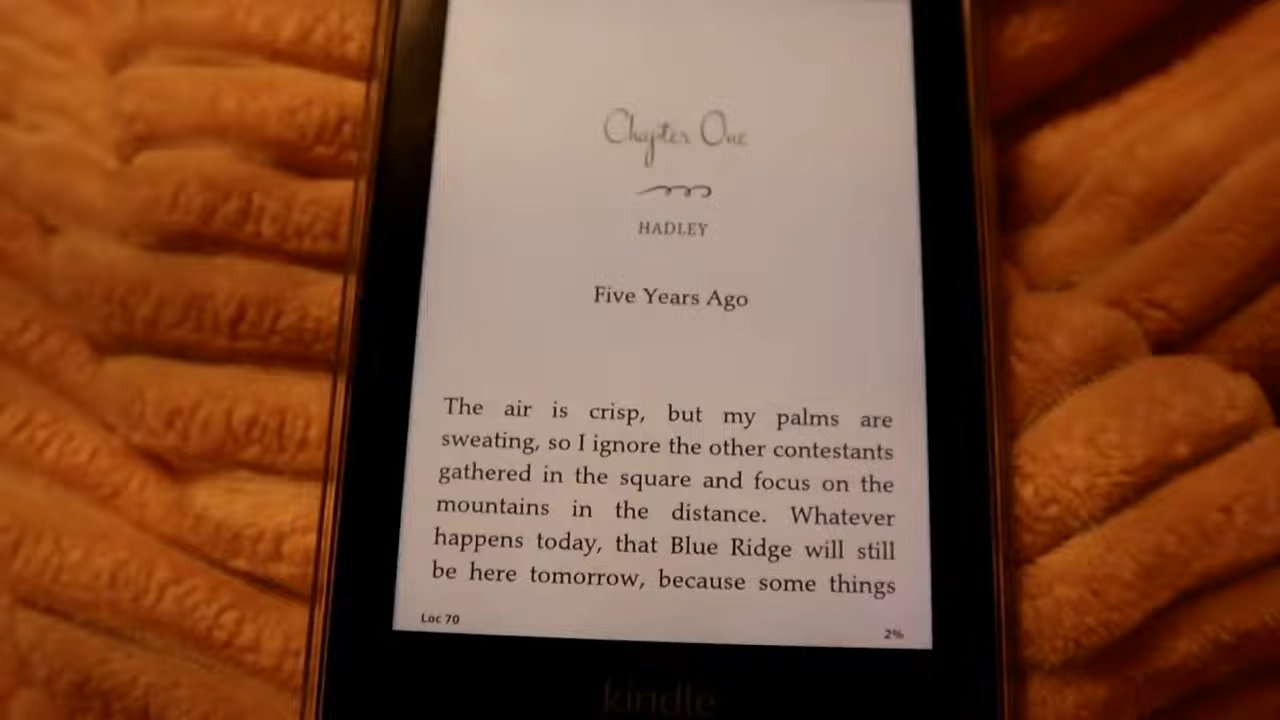 Chapter One
HADLEY
Five Years Ago
The air is crisp, but my palms are
sweating, so I ignore the other contestants
gathered in the square and focus on the
mountains in the distance. Whatever
happens today, that Blue Ridge will still
be here tomorrow, because some things
Loc 70
2%
kindle